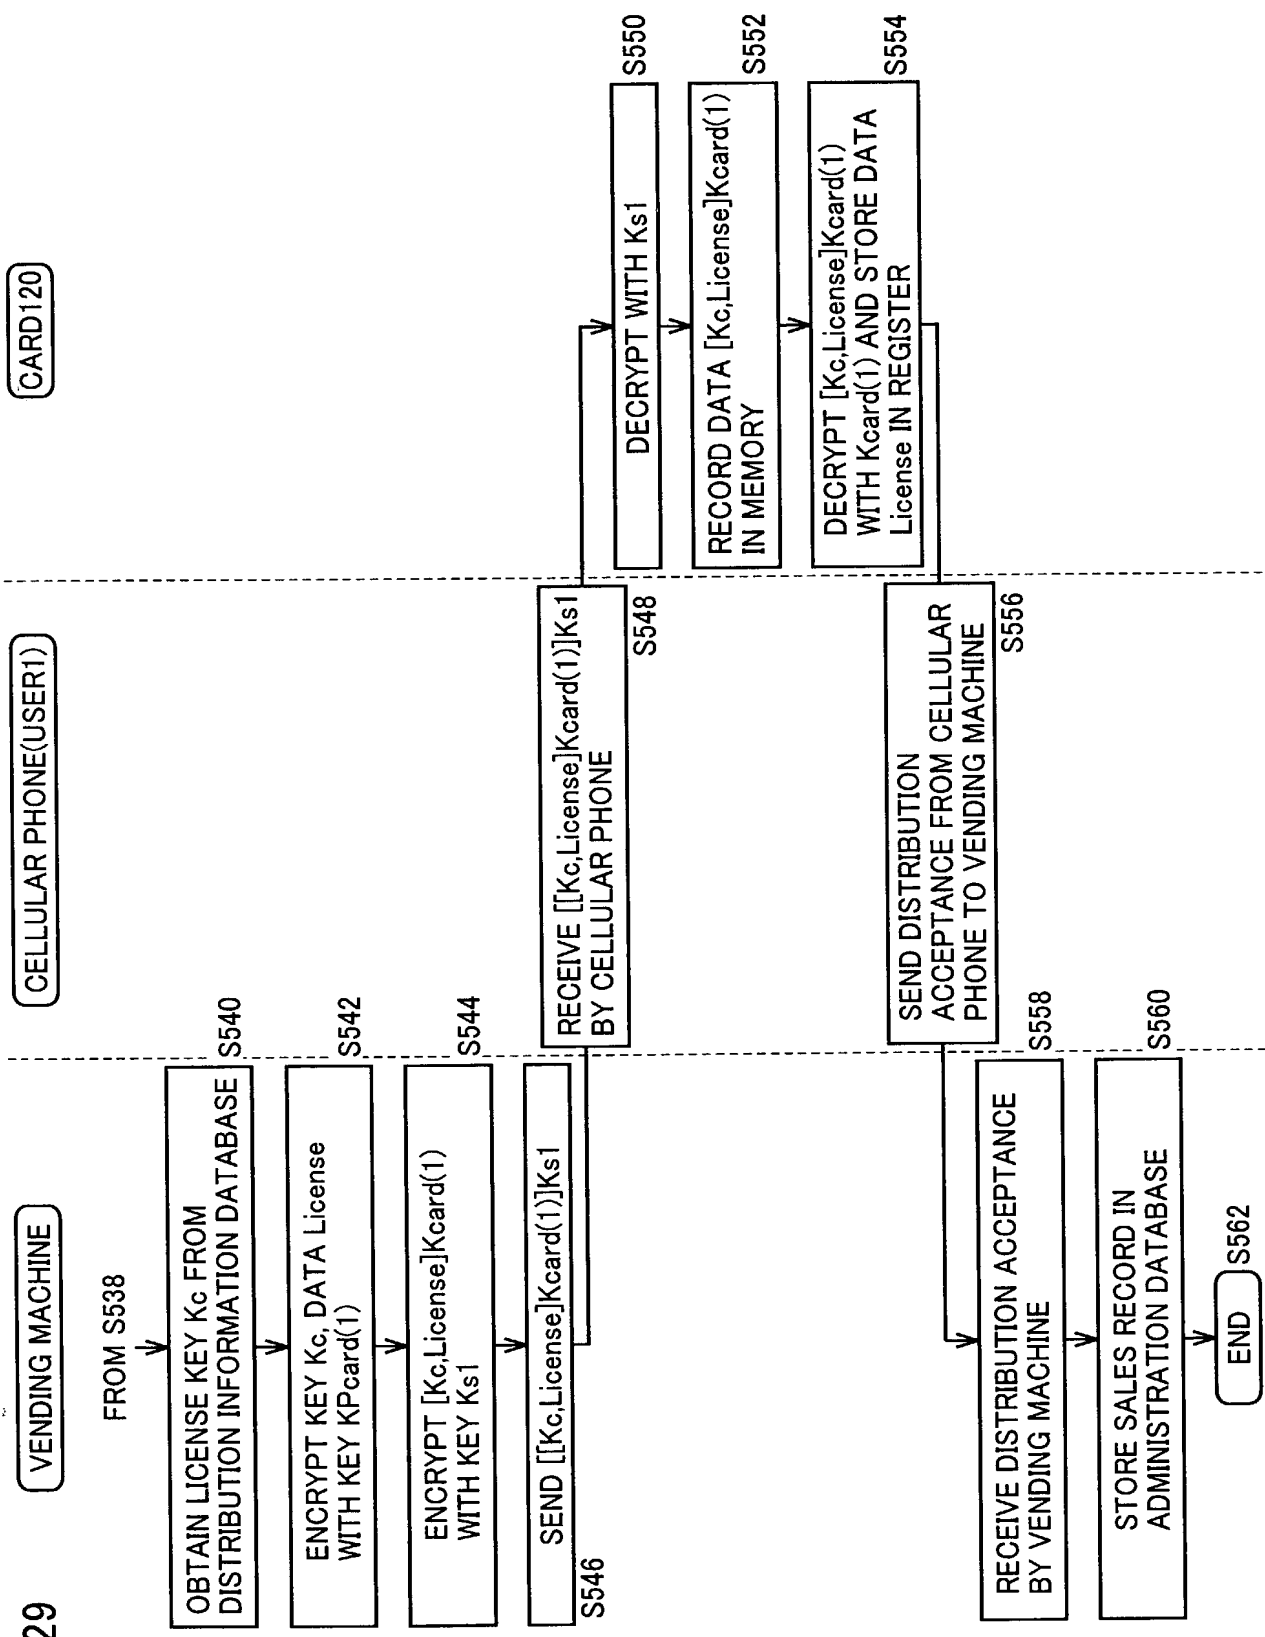 29
VENDING MACHINE
CELLULAR PHONE(USER1)
CARD120
FROM S538
OBTAIN LICENSE KEY Kc FROM
DISTRIBUTION INFORMATION DATABASE
S540
ENCRYPT KEY Kc, DATA License
WITH KEY KPcard(1)
S542
ENCRYPT [Kc,License]Kcard(1)
WITH KEY Ks1
S544
SEND [[Kc,License]Kcard(1)]Ks1
S546
RECEIVE [[Kc,License]Kcard(1)]Ks1
BY CELLULAR PHONE
S548
DECRYPT WITH Ks1
S550
RECORD DATA [Kc,License]Kcard(1)
IN MEMORY
S552
DECRYPT [Kc,License]Kcard(1)
WITH Kcard(1) AND STORE DATA
License IN REGISTER
S554
SEND DISTRIBUTION
ACCEPTANCE FROM CELLULAR
PHONE TO VENDING MACHINE
S556
RECEIVE DISTRIBUTION ACCEPTANCE
BY VENDING MACHINE
S558
STORE SALES RECORD IN
ADMINISTRATION DATABASE
S560
END
S562